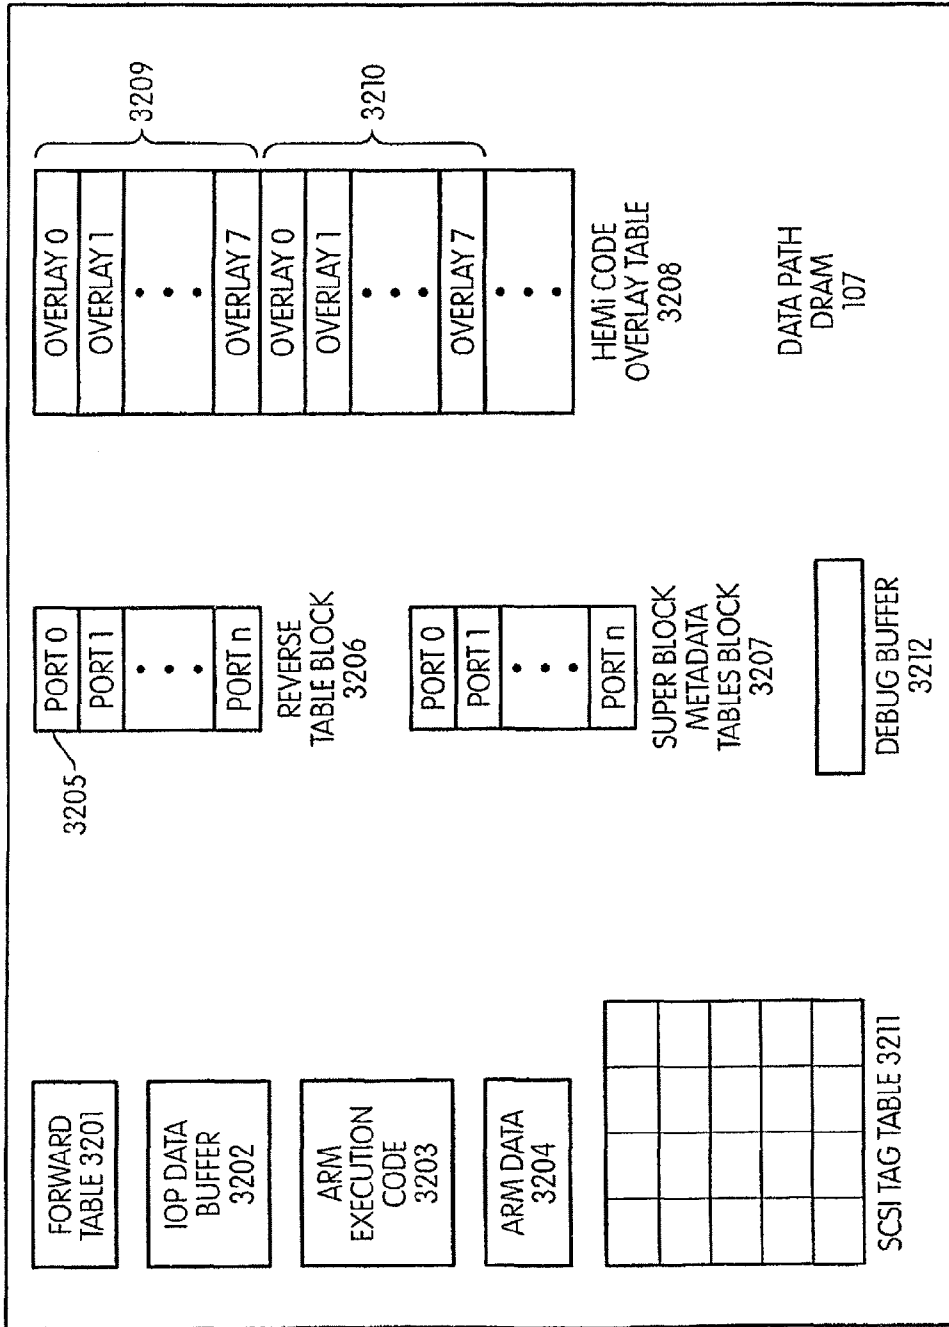 FORWARD
TABLE 3201
IOP DATA
BUFFER
3202
ARM
EXECUTION
CODE
3203
ARM DATA
3204
SCSI TAG TABLE 3211
3205
PORT 0
PORT 1
PORT n
REVERSE
TABLE BLOCK
3206
PORT 0
PORT 1
PORT n
SUPER BLOCK
METADATA
TABLES BLOCK
3207
DEBUG BUFFER
3212
OVERLAY 0
OVERLAY 1
OVERLAY 7
OVERLAY 0
OVERLAY 1
OVERLAY 7
3209
3210
HEMi CODE
OVERLAY TABLE
3208
DATA PATH
DRAM
107